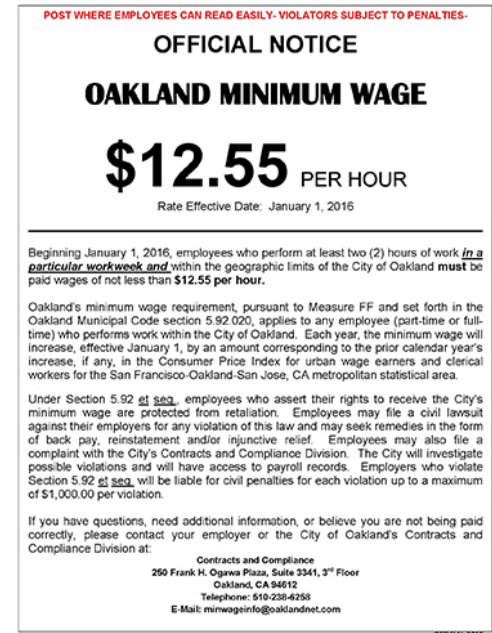 POST WHERE EMPLOYEES CAN READ EASILY- VIOLATORS SUBJECT TO PENALTIES-
OFFICIAL NOTICE
OAKLAND MINIMUM WAGE
$12.55 PER HOUR
Rate Effective Date: January 1, 2016
Beginning January 1, 2016, employees who perform at least two (2) hours of work in a
particular workweek and within the geographic limits of the City of Oakland must be
paid wages of not less than $12.55 per hour.
Oakland's minimum wage requirement, pursuant to Measure FF and set forth in the
Oakland Municipal Code section 5.92.020, applies to any employee (part-time or full-
time) who performs work within the City of Oakland. Each year, the minimum wage will
increase, effective January 1, by an amount corresponding to the prior calendar year's
increase, if any, in the Consumer Price Index for urban wage earners and clerical
workers for the San Francisco-Oakland-San Jose, CA metropolitan statistical area.
Under Section 5.92 et seq., employees who assert their rights to receive the City's
minimum wage are protected from retaliation. Employees may file a civil lawsuit
against their employers for any violation of this law and may seek remedies in the form
of back pay, reinstatement and/or injunctive relief. Employees may also file a
complaint with the City's Contracts and Compliance Division. The City will investigate
possible violations and will have access to payroll records. Employers who violate
Section 5.92 et seq. will be liable for civil penalties for each violation up to a maximum
of $1,000.00 per violation.
If you have questions, need additional information, or believe you are not being paid
correctly, please contact your employer or the City of Oakland's Contracts and
Compliance Division at:
Contracts and Compliance
250 Frank H. Ogawa Plaza, Suite 3341, 3rd Floor
Oakland, CA 94612
Telephone: 510-238-6258
E-Mail: minwageinfo@oaklandnet.com